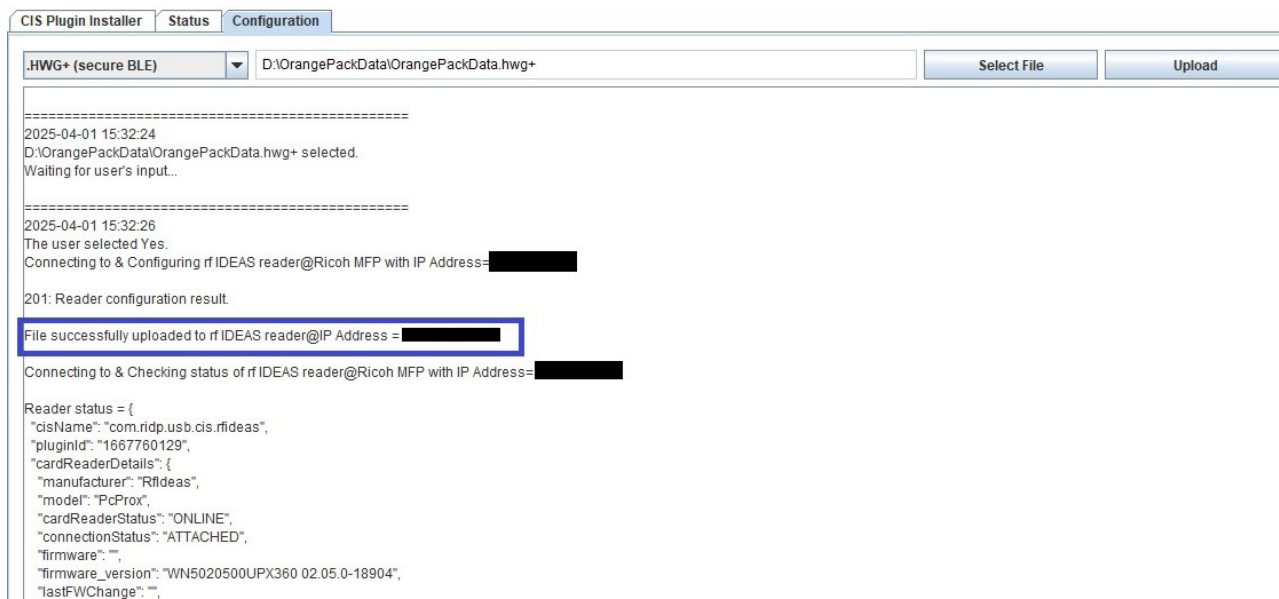 CIS Plugin Installer Status Configuration
.HWG+ (secure BLE) D:\OrangePackData\OrangePackData.hwg+ Select File Upload
================================================
2025-04-01 15:32:24
D:\OrangePackData\OrangePackData.hwg+ selected.
Waiting for user's input...
================================================
2025-04-01 15:32:26
The user selected Yes.
Connecting to & Configuring rf IDEAS reader@Ricoh MFP with IP Address=
201: Reader configuration result.
File successfully uploaded to rf IDEAS reader@IP Address =
Connecting to & Checking status of rf IDEAS reader@Ricoh MFP with IP Address=
Reader status = {
"cisName": "com.ridp.usb.cis.rfideas",
"pluginId": "1667760129",
"cardReaderDetails": {
"manufacturer": "RfIdeas",
"model": "PcProx",
"cardReaderStatus": "ONLINE",
"connectionStatus": "ATTACHED",
"firmware": "",
"firmware_version": "WN5020500UPX360 02.05.0-18904",
"lastFWChange": "",